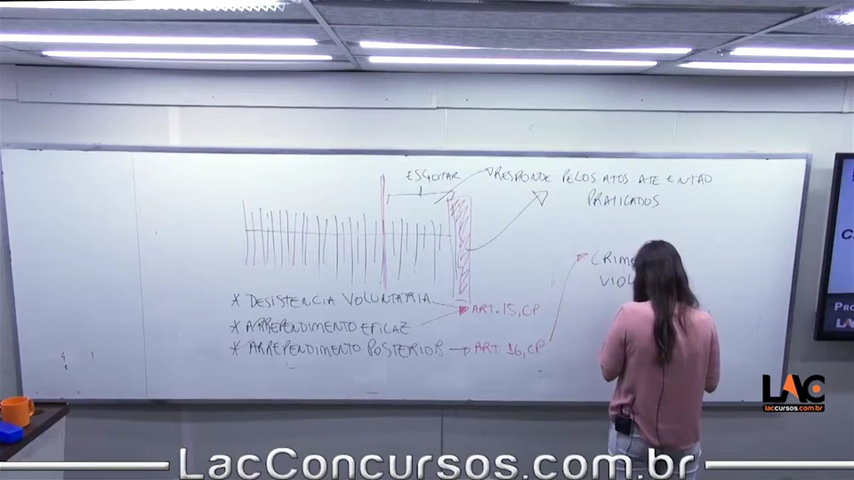 ESGOTAR
RESPONDE PELOS ATOS ATÉ ENTÃO
PRATICADOS
CRIME
VIOL
* DESISTENCIA VOLUNTARIA
ART. 15, CP
* ARREPENDIMENTO EFICAZ
* ARREPENDIMENTO POSTERIOR
ART. 16, CP
LAC
laccursos.com.br
LacConcursos.com.br